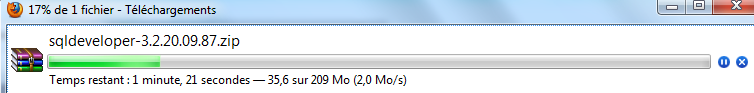 17% de 1 fichier - Téléchargements
sqldeveloper-3.2.20.09.87.zip
Temps restant : 1 minute, 21 secondes — 35,6 sur 209 Mo (2,0 Mo/s)